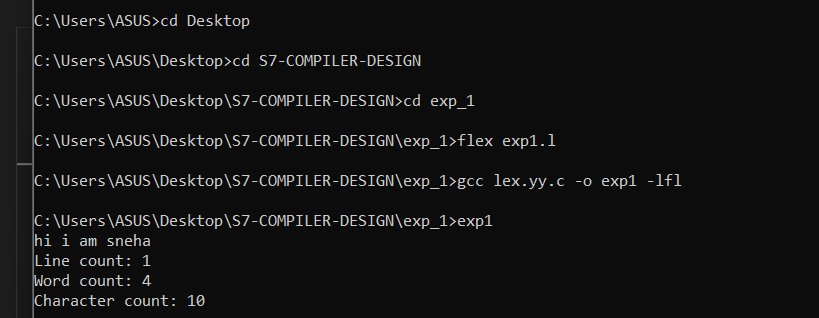 C:\Users\ASUS>cd Desktop
C:\Users\ASUS\Desktop>cd S7-COMPILER-DESIGN
C:\Users\ASUS\Desktop\S7-COMPILER-DESIGN>cd exp_1
C:\Users\ASUS\Desktop\S7-COMPILER-DESIGN\exp_1>flex exp1.l
C:\Users\ASUS\Desktop\S7-COMPILER-DESIGN\exp_1>gcc lex.yy.c -o exp1 -lfl
C:\Users\ASUS\Desktop\S7-COMPILER-DESIGN\exp_1>exp1
hi i am sneha
Line count: 1
Word count: 4
Character count: 10